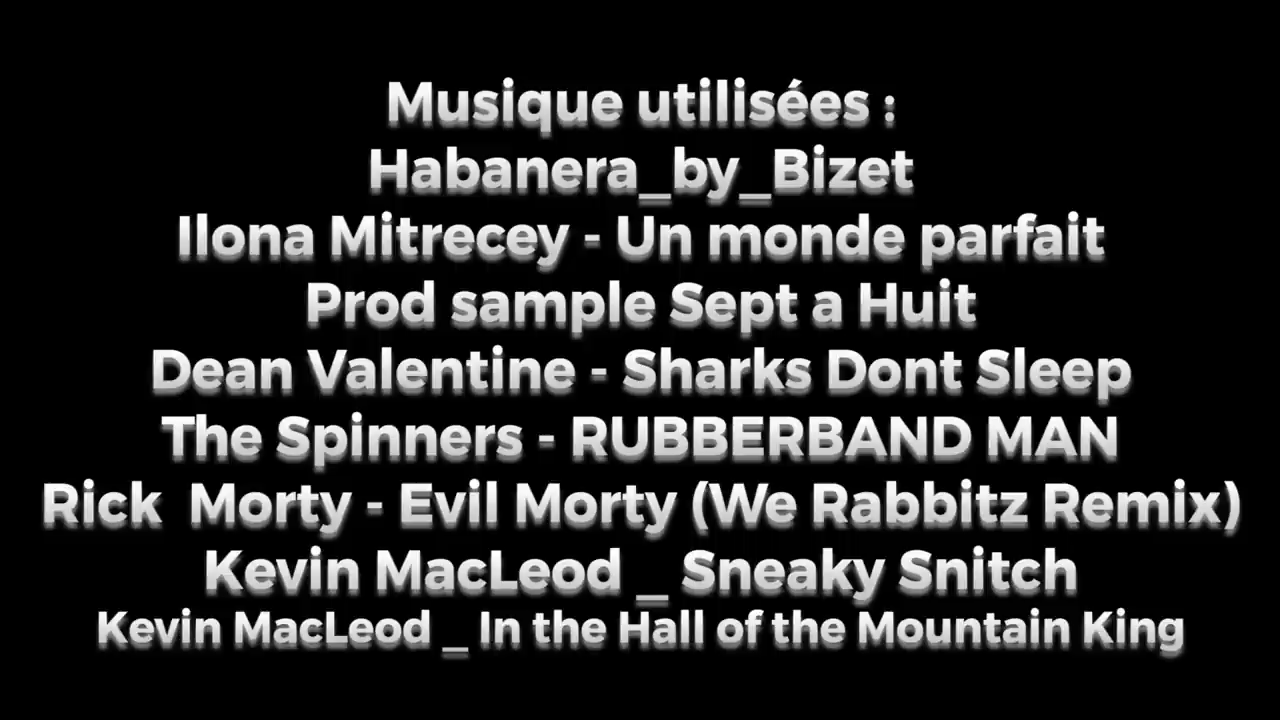 Musique utilisées :
Habanera_by_Bizet
Ilona Mitrecey - Un monde parfait
Prod sample Sept a Huit
Dean Valentine - Sharks Dont Sleep
The Spinners - RUBBERBAND MAN
Rick  Morty - Evil Morty (We Rabbitz Remix)
Kevin MacLeod _ Sneaky Snitch
Kevin MacLeod _ In the Hall of the Mountain King